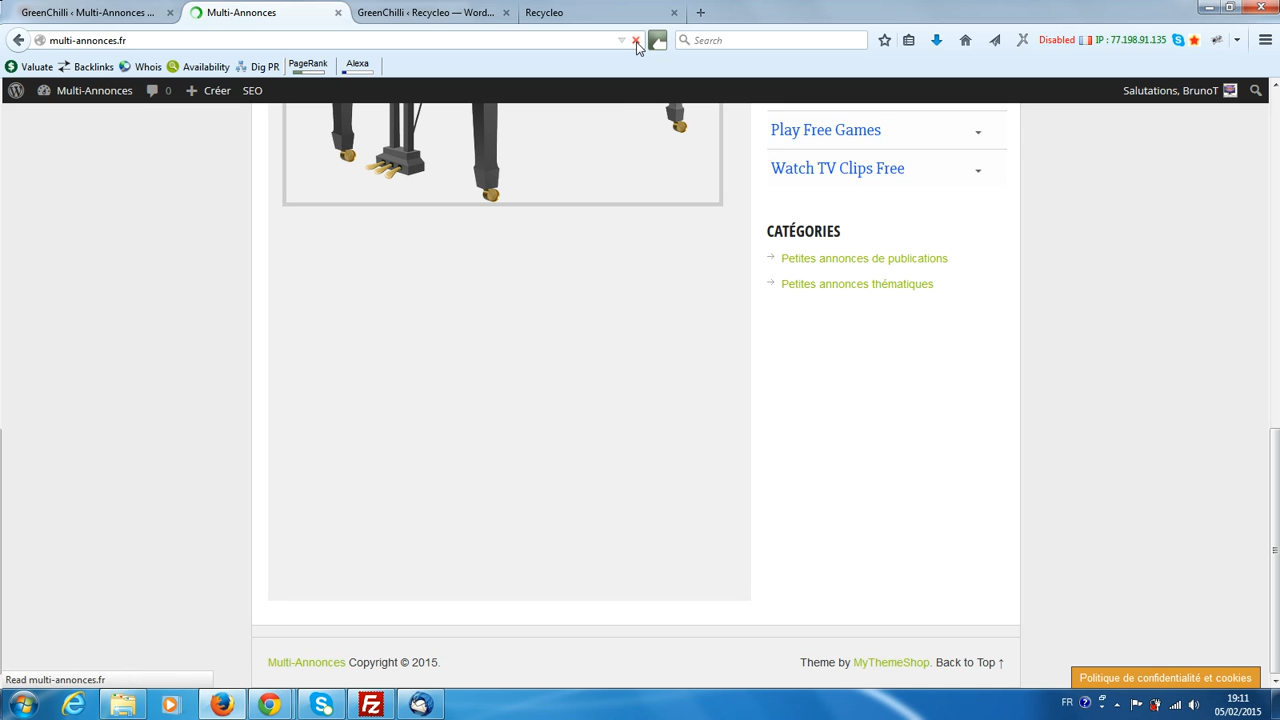 GreenChilli ‹ Multi-Annonces ...
Multi-Annonces
GreenChilli ‹ Recycleo — Word...
Recycleo
multi-annonces.fr
Search
Disabled
IP : 77.198.91.135
Valuate
Backlinks
Whois
Availability
Dig PR
PageRank
Alexa
Multi-Annonces
0
Créer
SEO
Salutations, BrunoT
Play Free Games
Watch TV Clips Free
CATÉGORIES
Petites annonces de publications
Petites annonces thématiques
Multi-Annonces Copyright © 2015.
Theme by MyThemeShop. Back to Top ↑
Politique de confidentialité et cookies
Read multi-annonces.fr
FR
19:11
05/02/2015